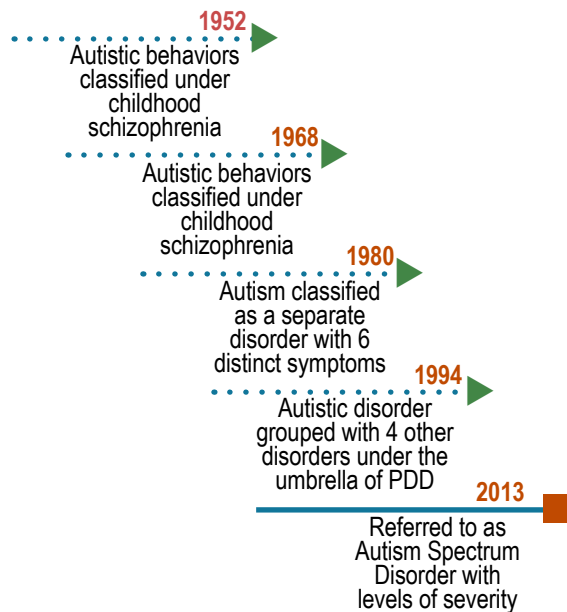 1952
Autistic behaviors
classified under
childhood
schizophrenia
1968
Autistic behaviors
classified under
childhood
schizophrenia
1980
Autism classified
as a separate
disorder with 6
distinct symptoms
1994
Autistic disorder
grouped with 4 other
disorders under the
umbrella of PDD
2013
Referred to as
Autism Spectrum
Disorder with
levels of severity